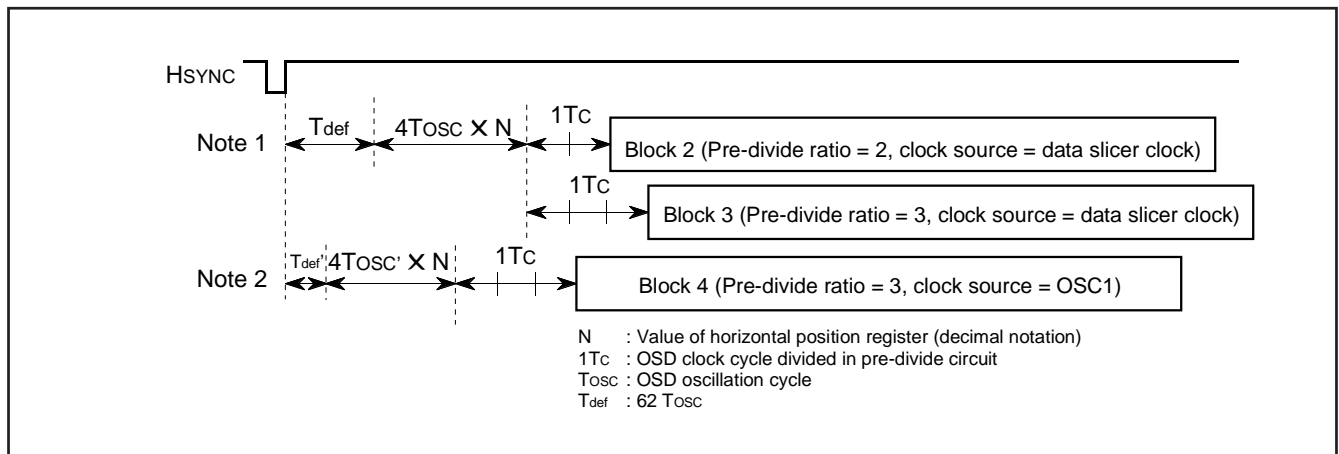 HSYNC
Note 1
Tdef
4TOSC X N
1TC
Block 2 (Pre-divide ratio = 2, clock source = data slicer clock)
1TC
Block 3 (Pre-divide ratio = 3, clock source = data slicer clock)
Note 2
Tdef'
4TOSC' X N
1TC
Block 4 (Pre-divide ratio = 3, clock source = OSC1)
N : Value of horizontal position register (decimal notation)
1TC : OSD clock cycle divided in pre-divide circuit
TOSC : OSD oscillation cycle
Tdef : 62 TOSC